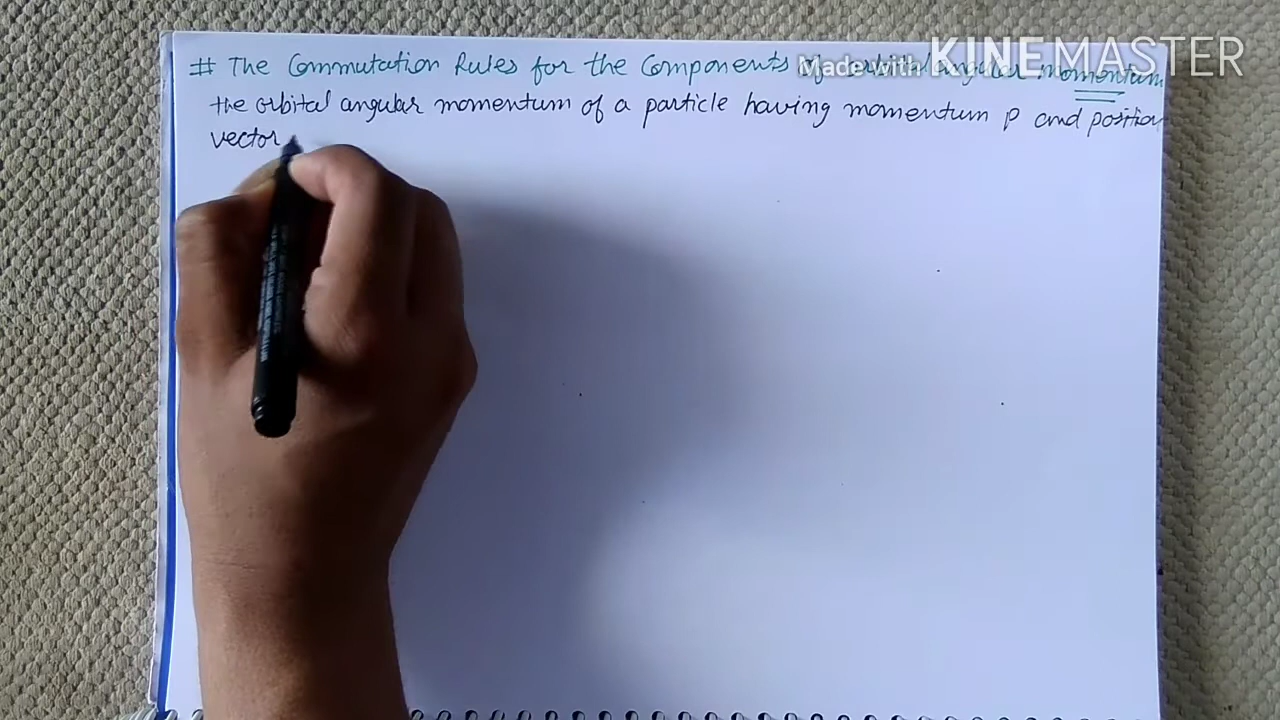 # The Commutation Rules for the Components of orbital angular momentum
Made with KINEMASTER
the orbital angular momentum of a particle having momentum p and position
vector